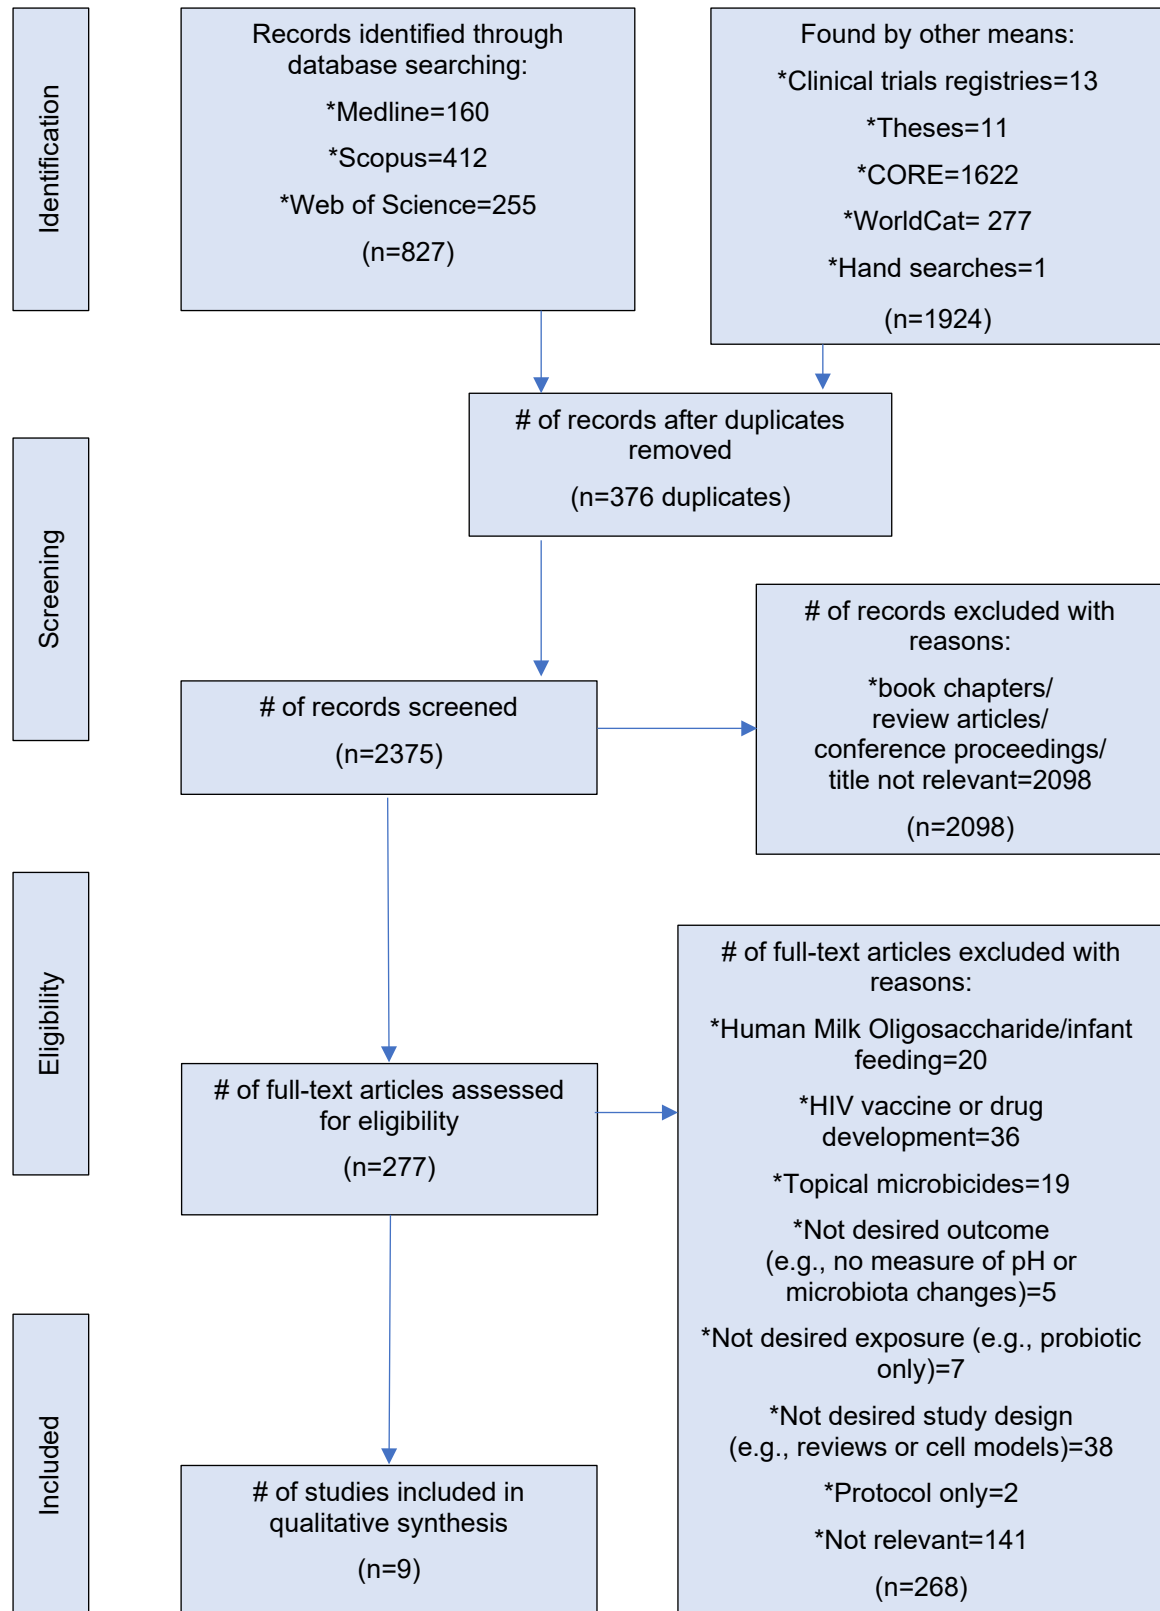 Identification
Records identified through
database searching:
*Medline=160
*Scopus=412
*Web of Science=255
(n=827)
Found by other means:
*Clinical trials registries=13
*Theses=11
*CORE=1622
*WorldCat= 277
*Hand searches=1
(n=1924)
# of records after duplicates
removed
(n=376 duplicates)
Screening
# of records screened
(n=2375)
# of records excluded with
reasons:
*book chapters/
review articles/
conference proceedings/
title not relevant=2098
(n=2098)
Eligibility
# of full-text articles assessed
for eligibility
(n=277)
# of full-text articles excluded with
reasons:
*Human Milk Oligosaccharide/infant
feeding=20
*HIV vaccine or drug
development=36
*Topical microbicides=19
*Not desired outcome
(e.g., no measure of pH or
microbiota changes)=5
*Not desired exposure (e.g., probiotic
only)=7
*Not desired study design
(e.g., reviews or cell models)=38
*Protocol only=2
*Not relevant=141
(n=268)
Included
# of studies included in
qualitative synthesis
(n=9)